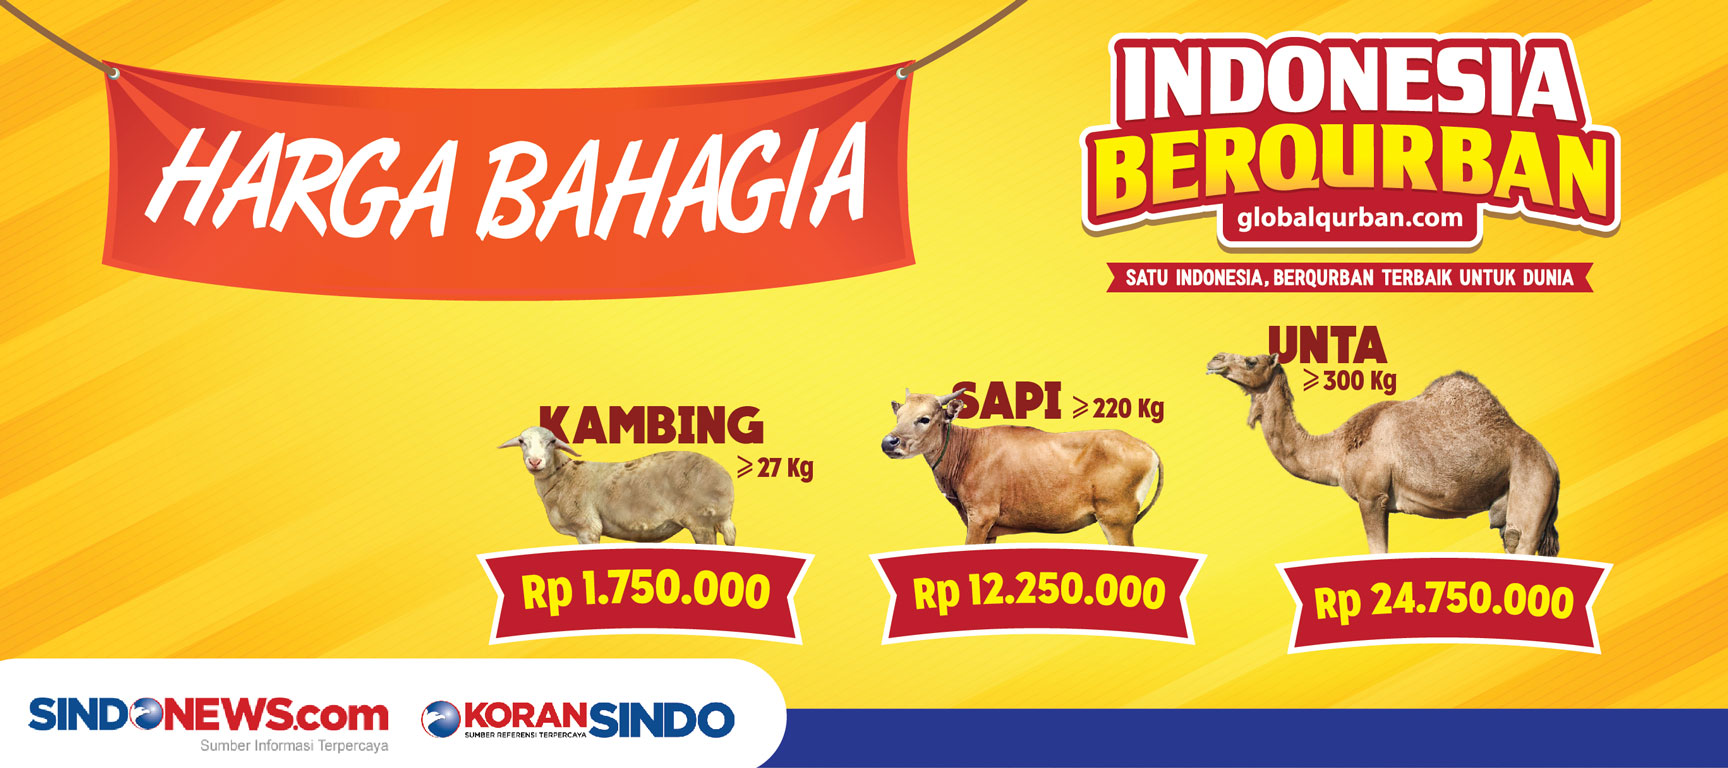 HARGA BAHAGIA
INDONESIA
BERQURBAN
globalqurban.com
SATU INDONESIA, BERQURBAN TERBAIK UNTUK DUNIA
KAMBING
⩾ 27 Kg
Rp 1.750.000
SAPI ⩾ 220 Kg
Rp 12.250.000
UNTA
⩾ 300 Kg
Rp 24.750.000
SINDONEWS.com
Sumber Informasi Terpercaya
KORAN SINDO
SUMBER REFERENSI TERPERCAYA